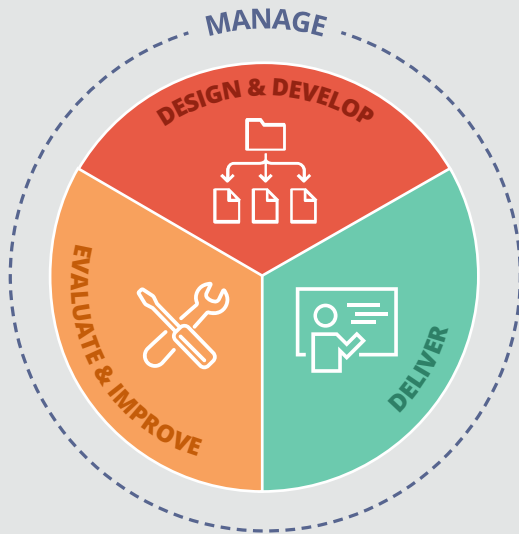 MANAGE
DESIGN & DEVELOP
EVALUATE & IMPROVE
DELIVER